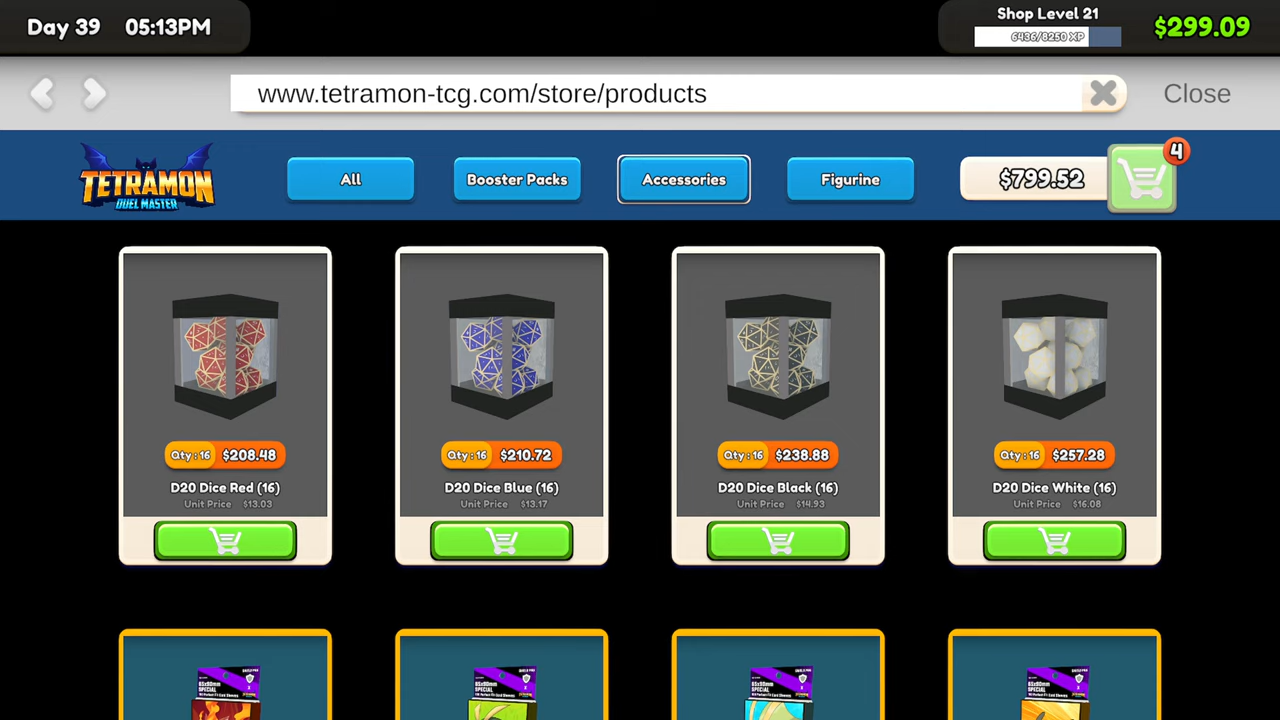 Day 39 05:13PM
Shop Level 21
6436/8250 XP
$299.09
www.tetramon-tcg.com/store/products
Close
TETRAMON
DUEL MASTER
All
Booster Packs
Accessories
Figurine
$799.52
4
Qty : 16 $208.48
D20 Dice Red (16)
Unit Price $13.03
Qty : 16 $210.72
D20 Dice Blue (16)
Unit Price $13.17
Qty : 16 $238.88
D20 Dice Black (16)
Unit Price $14.93
Qty : 16 $257.28
D20 Dice White (16)
Unit Price $16.08
SPECIAL
SPECIAL
SPECIAL
SPECIAL